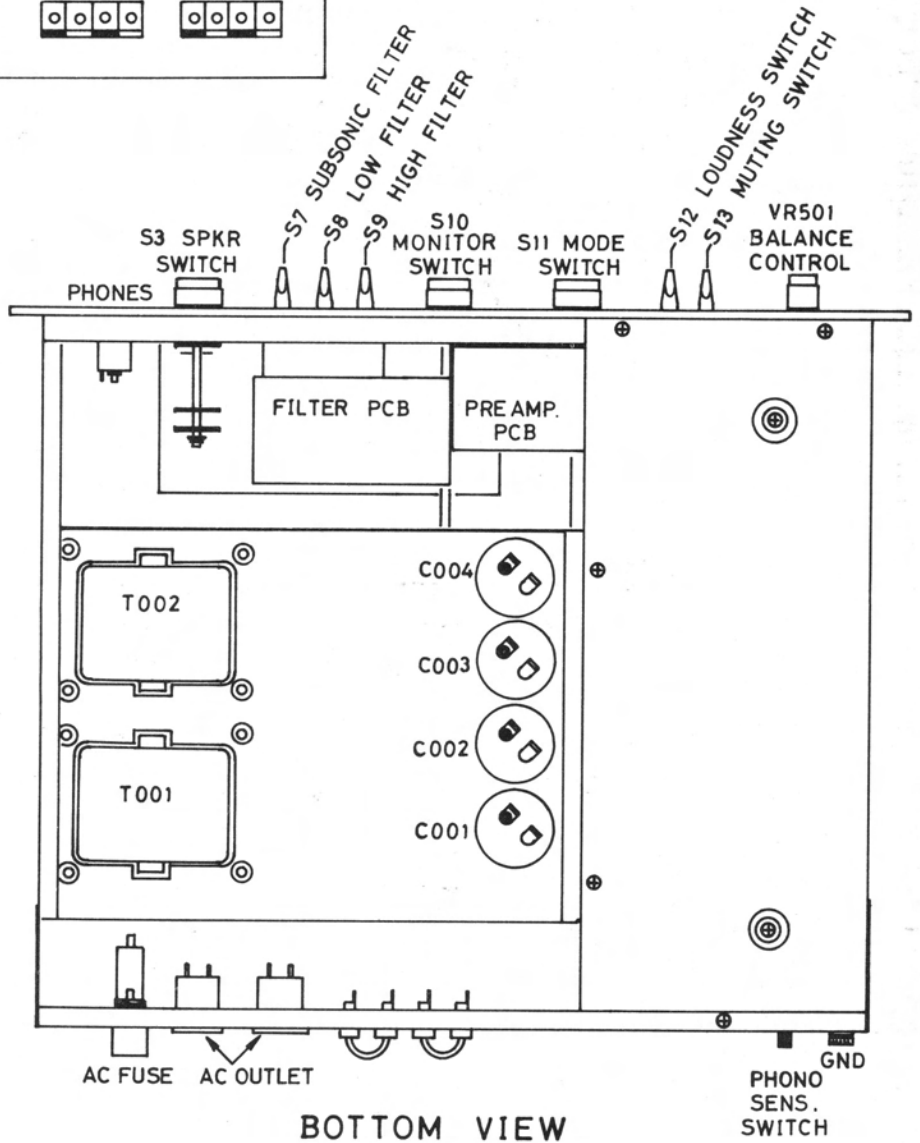 S7 SUBSONIC FILTER
S8 LOW FILTER
S9 HIGH FILTER
S12 LOUDNESS SWITCH
S13 MUTING SWITCH
S3 SPKR
SWITCH
S10
MONITOR
SWITCH
S11 MODE
SWITCH
VR501
BALANCE
CONTROL
PHONES
FILTER PCB
PRE AMP.
PCB
T002
C004
C003
T001
C002
C001
AC FUSE
AC OUTLET
GND
PHONO
SENS.
SWITCH
BOTTOM VIEW